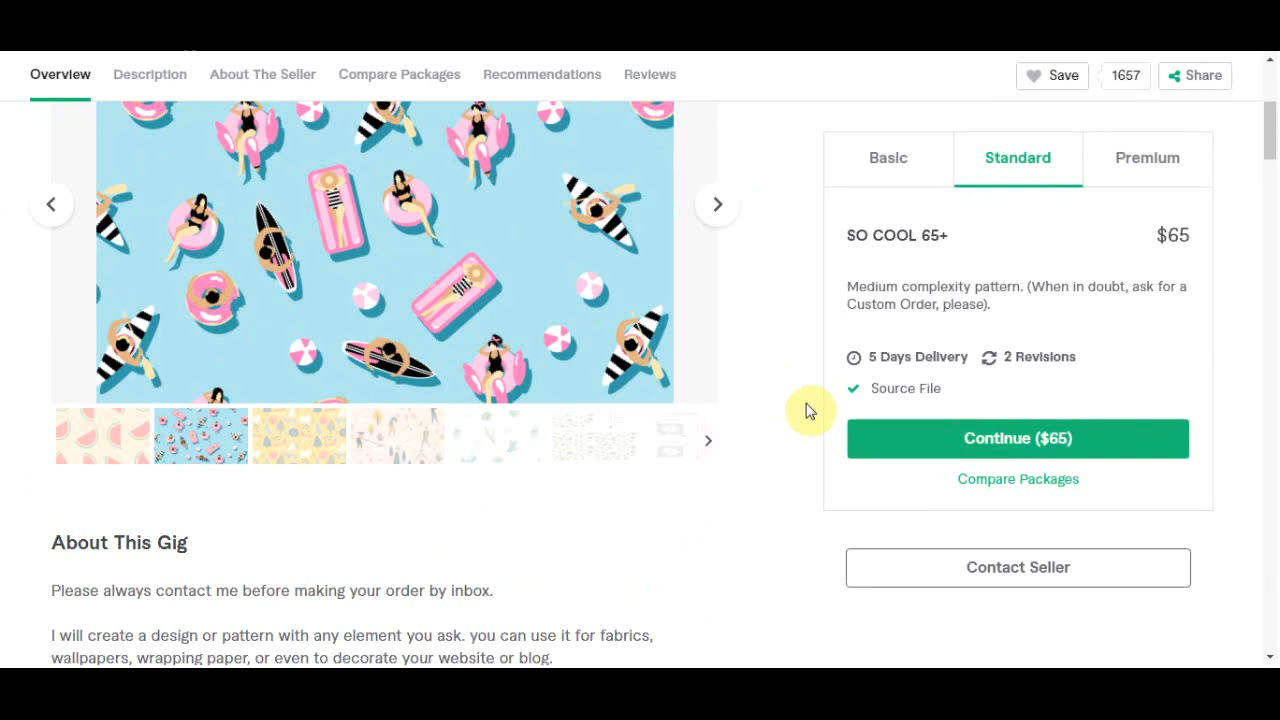 Overview Description About The Seller Compare Packages Recommendations Reviews Save 1657 Share
Basic Standard Premium
SO COOL 65+ $65
Medium complexity pattern. (When in doubt, ask for a
Custom Order, please).
5 Days Delivery 2 Revisions
Source File
Continue ($65)
Compare Packages
Contact Seller
About This Gig
Please always contact me before making your order by inbox.
I will create a design or pattern with any element you ask. you can use it for fabrics,
wallpapers, wrapping paper, or even to decorate your website or blog.